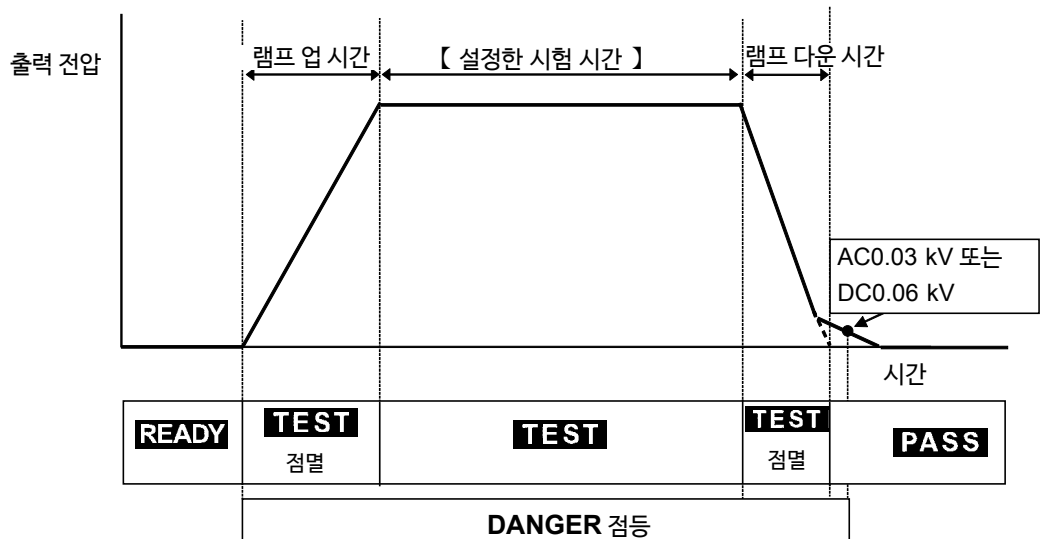 출력 전압
램프 업 시간
【 설정한 시험 시간 】
램프 다운 시간
AC0.03 kV 또는
DC0.06 kV
시간
READY
TEST
점멸
TEST
TEST
점멸
PASS
DANGER 점등